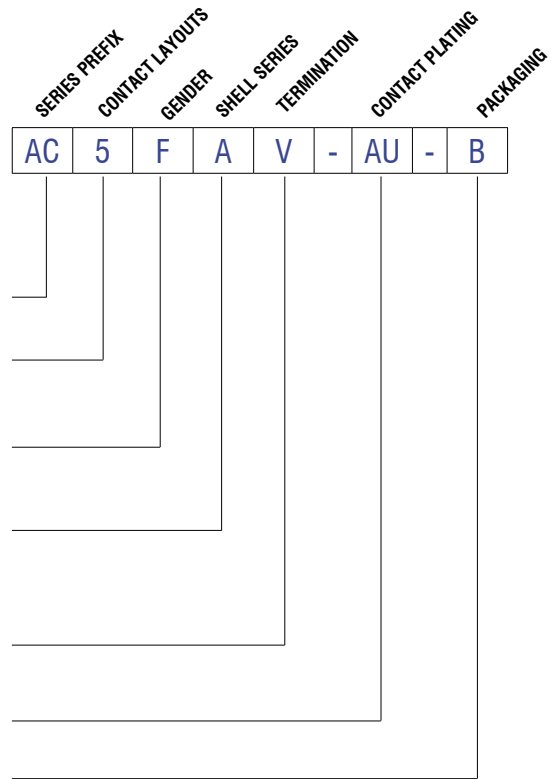 SERIES PREFIX
CONTACT LAYOUTS
GENDER
SHELL SERIES
TERMINATION
CONTACT PLATING
PACKAGING
AC 5 F A V - AU - B